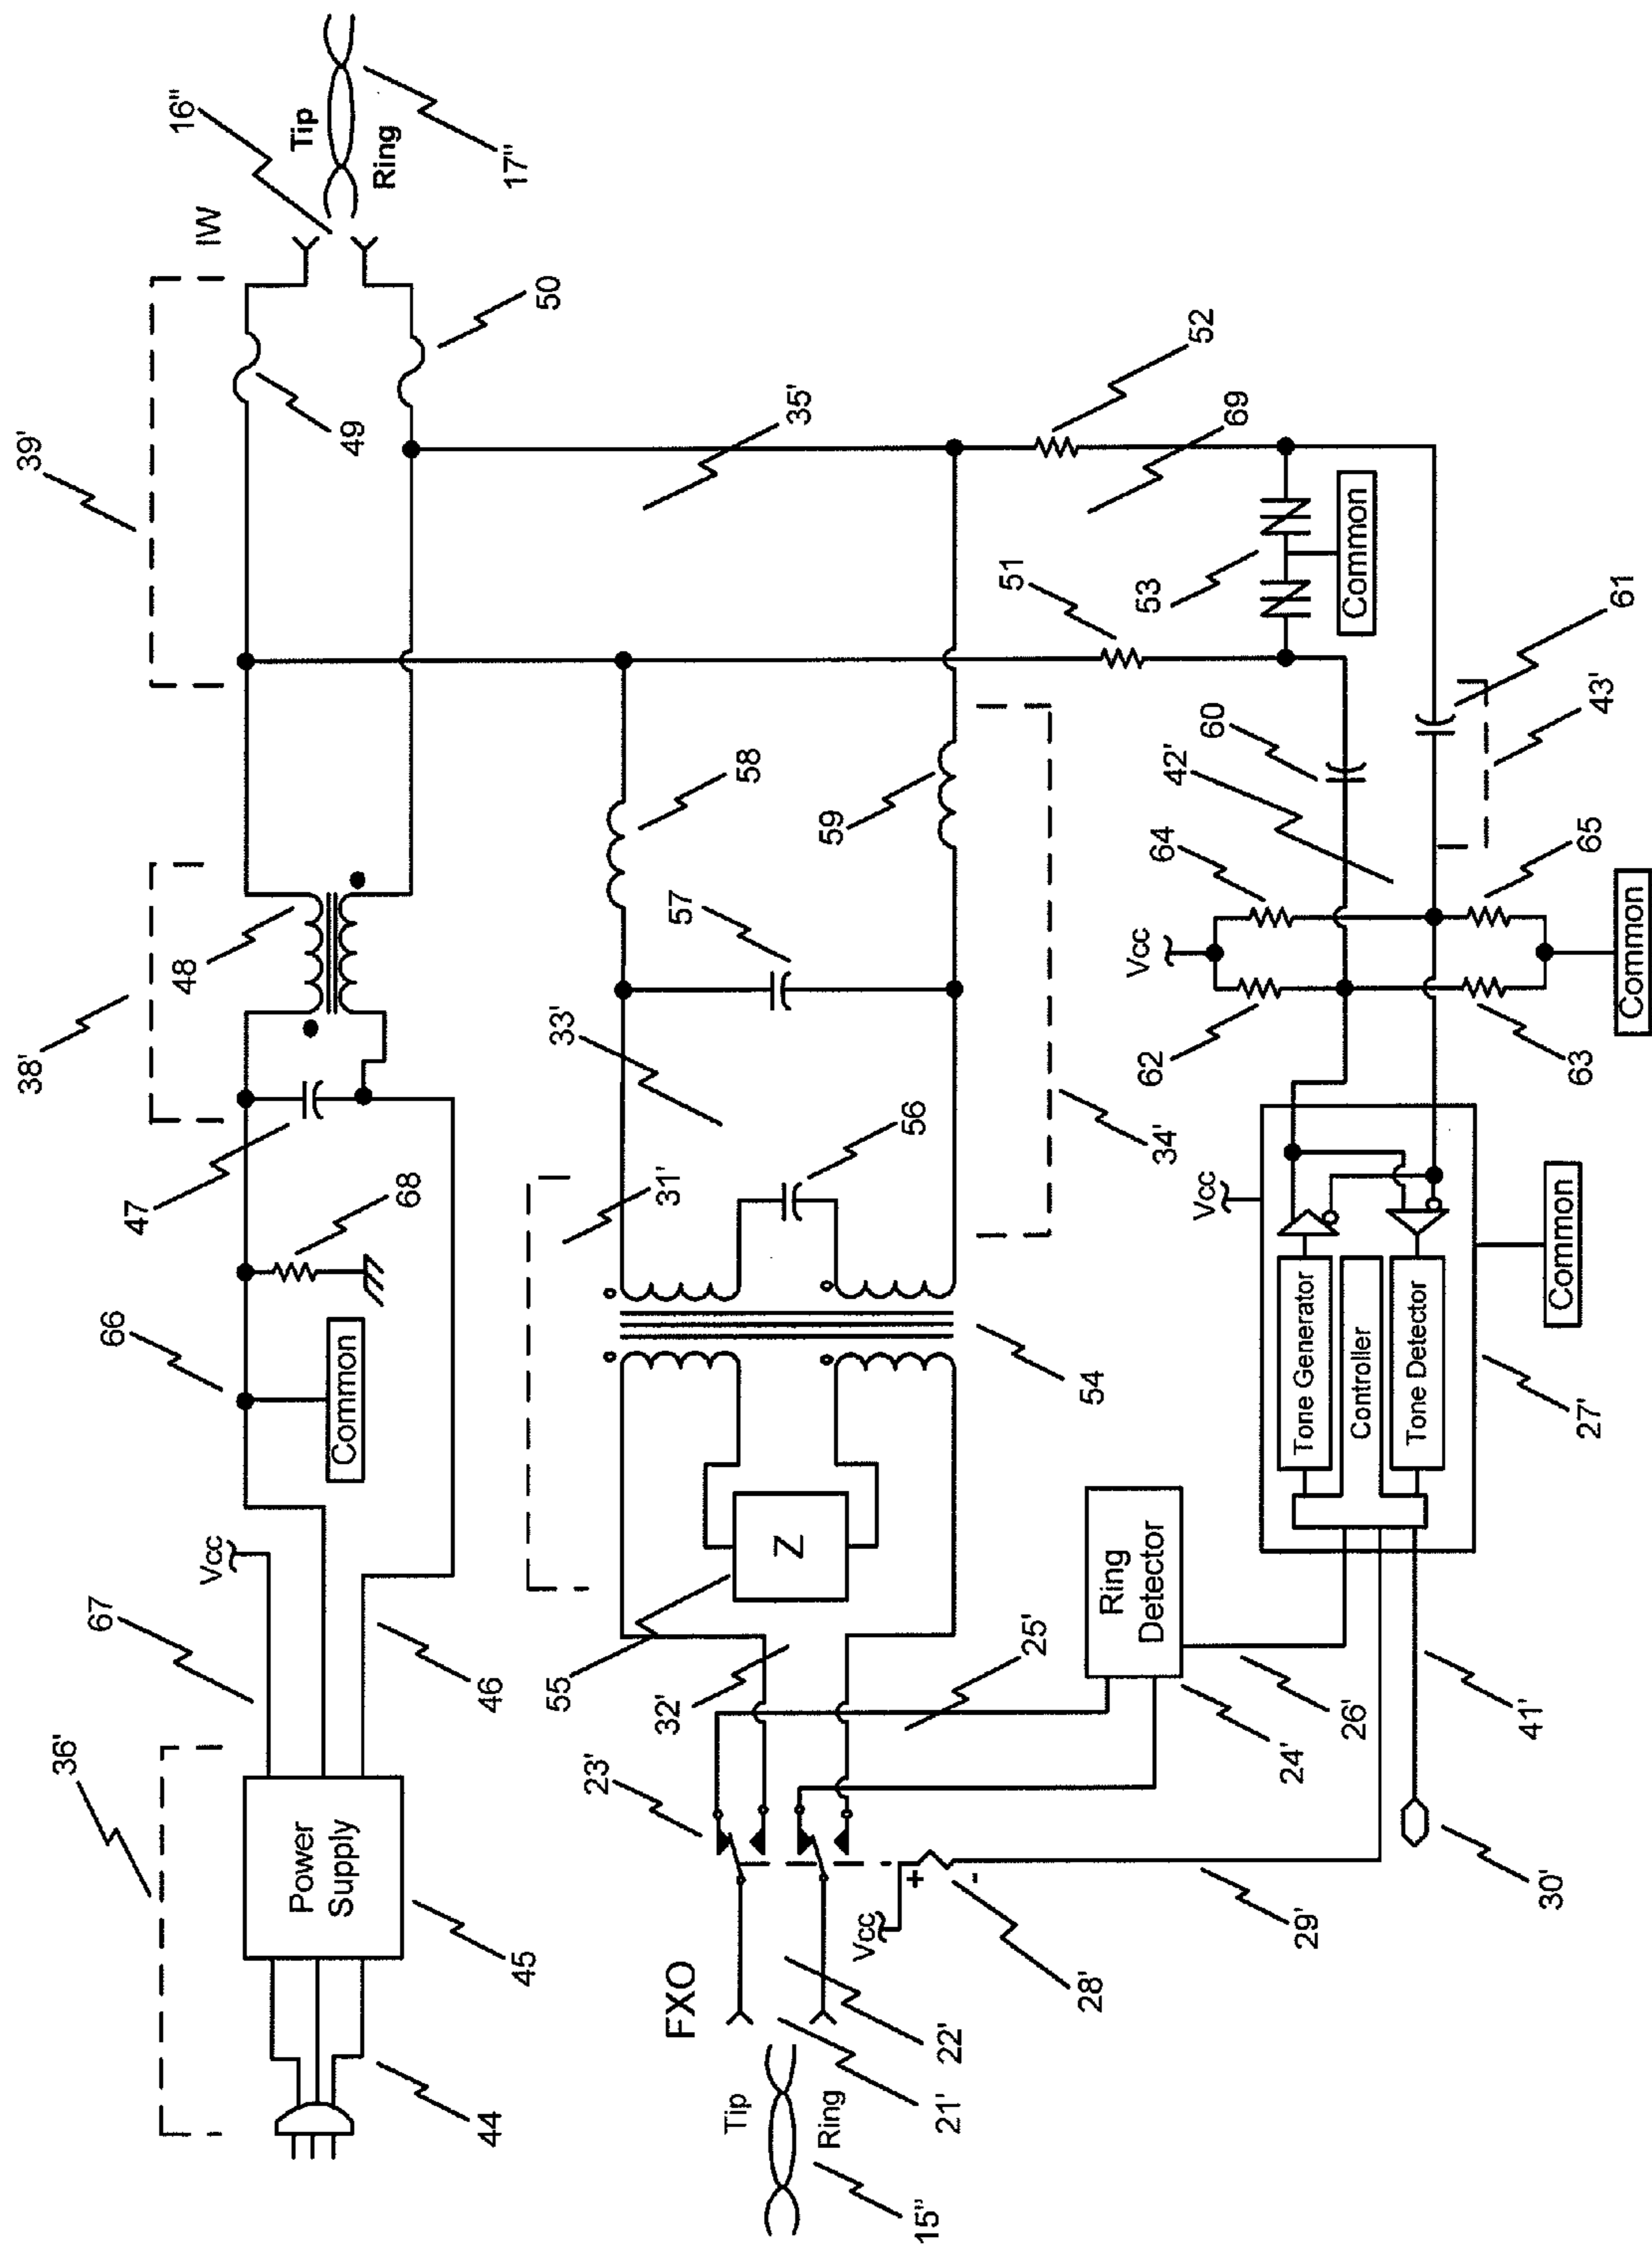 36'
67
66
68
47
38'
48
39'
49
IW
16"
Tip
Ring
17"
50
Vcc
Power
Supply
Common
44
45
46
55
31'
33'
57
58
35'
52
FXO
23'
32'
Z
56
59
51
69
Tip
Ring
15"
21'
22'
Vcc
+
-
28'
25'
54
34'
53
Common
Ring
Detector
24'
26'
29'
30'
41'
Vcc
Tone Generator
Controller
Tone Detector
27'
Common
62
64
Vcc
42'
60
61
43'
63
65
Common